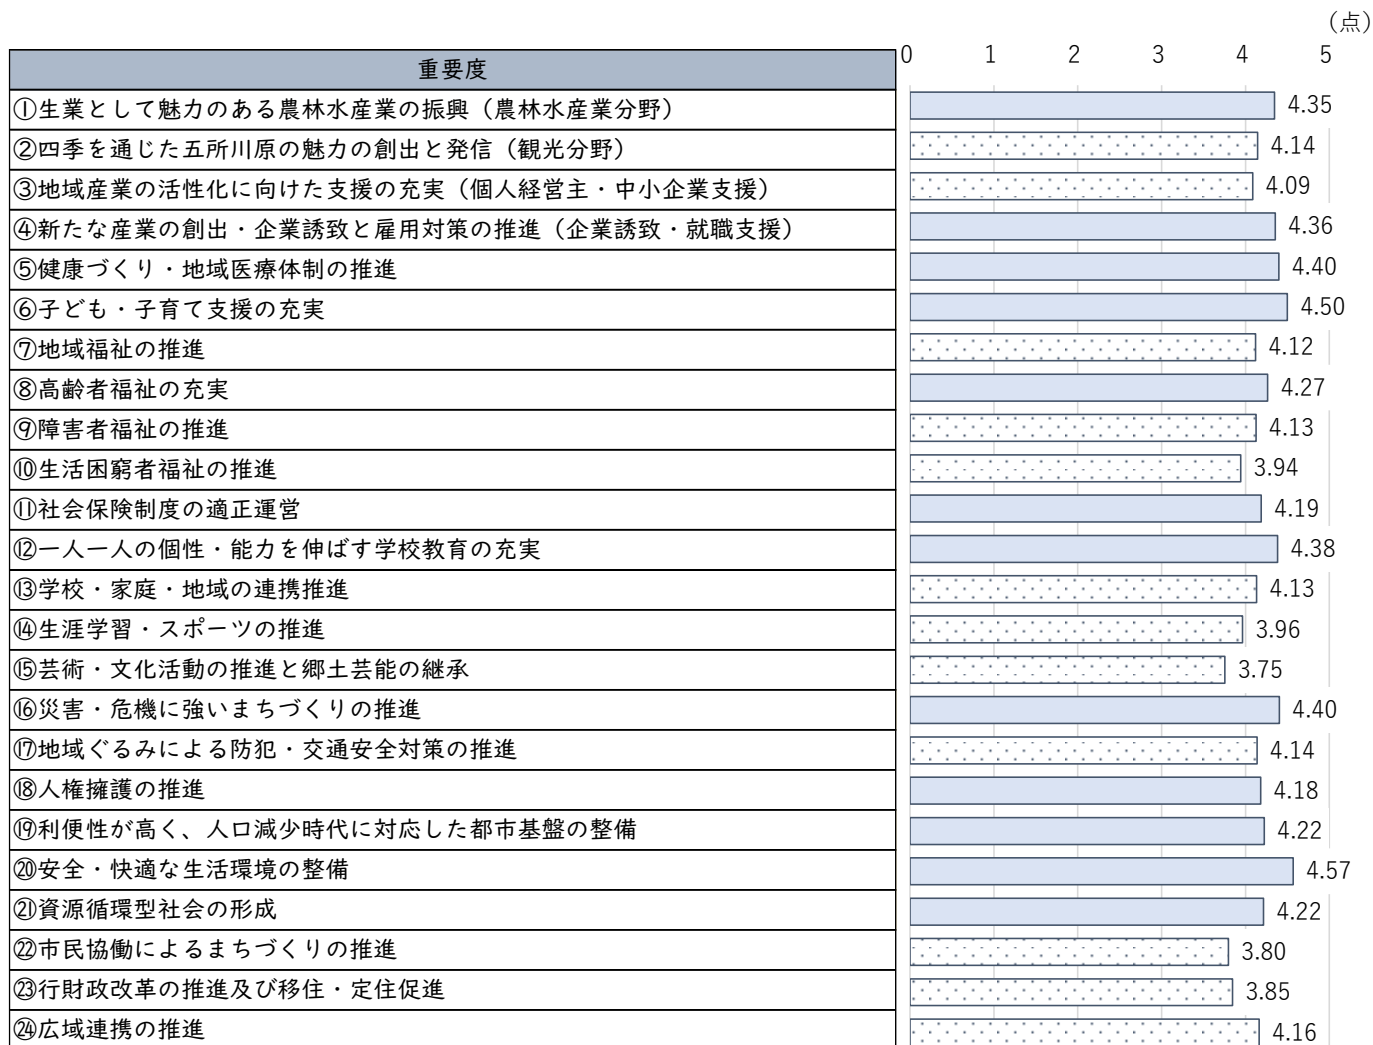 (点)
重要度 0 1 2 3 4 5
①生業として魅力のある農林水産業の振興（農林水産業分野） 4.35
②四季を通じた五所川原の魅力の創出と発信（観光分野） 4.14
③地域産業の活性化に向けた支援の充実（個人経営主・中小企業支援） 4.09
④新たな産業の創出・企業誘致と雇用対策の推進（企業誘致・就職支援） 4.36
⑤健康づくり・地域医療体制の推進 4.40
⑥子ども・子育て支援の充実 4.50
⑦地域福祉の推進 4.12
⑧高齢者福祉の充実 4.27
⑨障害者福祉の推進 4.13
⑩生活困窮者福祉の推進 3.94
⑪社会保険制度の適正運営 4.19
⑫一人一人の個性・能力を伸ばす学校教育の充実 4.38
⑬学校・家庭・地域の連携推進 4.13
⑭生涯学習・スポーツの推進 3.96
⑮芸術・文化活動の推進と郷土芸能の継承 3.75
⑯災害・危機に強いまちづくりの推進 4.40
⑰地域ぐるみによる防犯・交通安全対策の推進 4.14
⑱人権擁護の推進 4.18
⑲利便性が高く、人口減少時代に対応した都市基盤の整備 4.22
⑳安全・快適な生活環境の整備 4.57
㉑資源循環型社会の形成 4.22
㉒市民協働によるまちづくりの推進 3.80
㉓行財政改革の推進及び移住・定住促進 3.85
㉔広域連携の推進 4.16